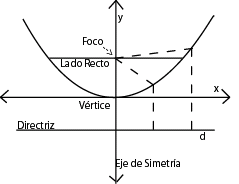 y
Foco
Lado Recto
x
Vértice
Directriz
d
Eje de Simetría